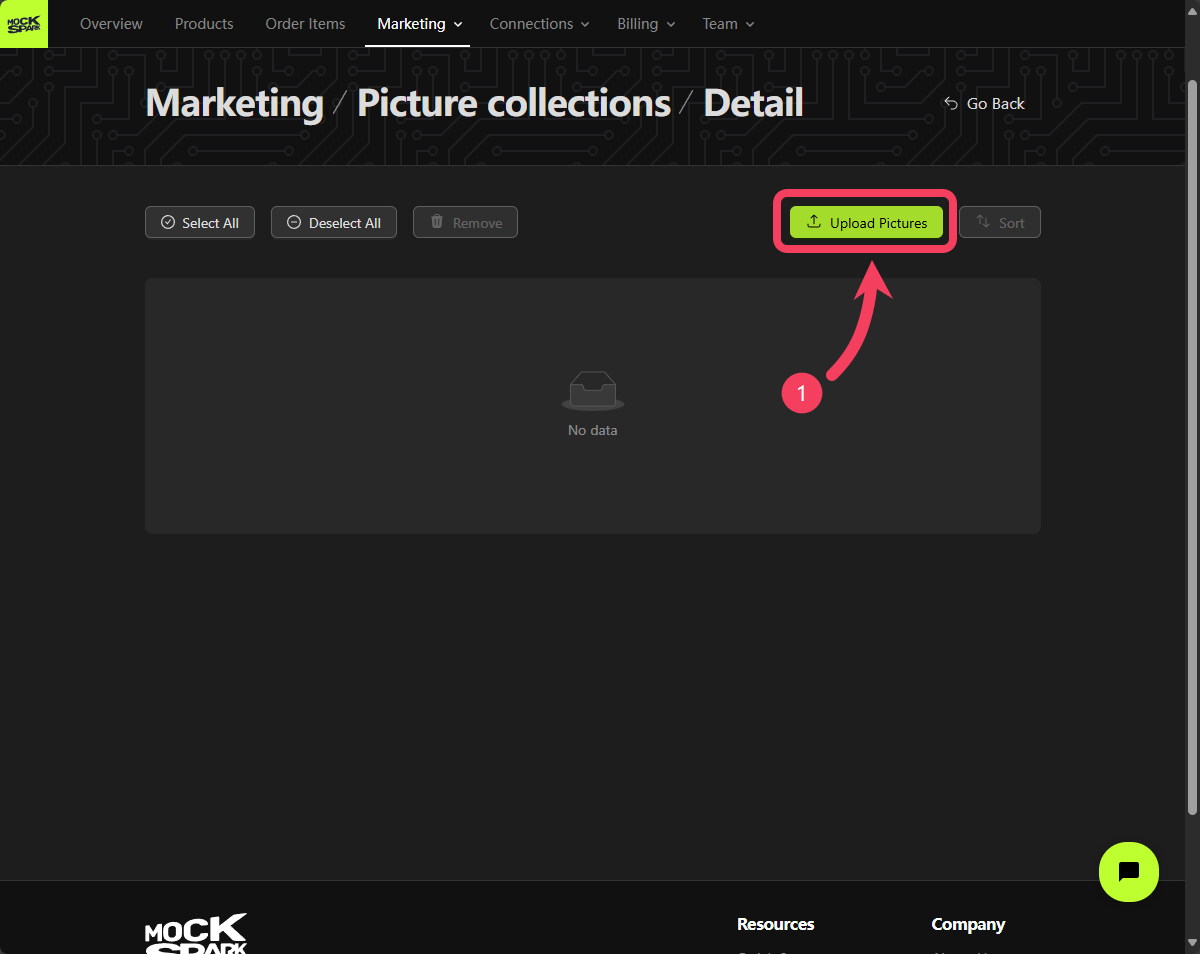 MOCK
SPARK
Overview Products Order Items Marketing Connections Billing Team
Marketing / Picture collections / Detail
Go Back
Select All Deselect All Remove Upload Pictures Sort
No data
1
MOCK
SPARK
Resources Company